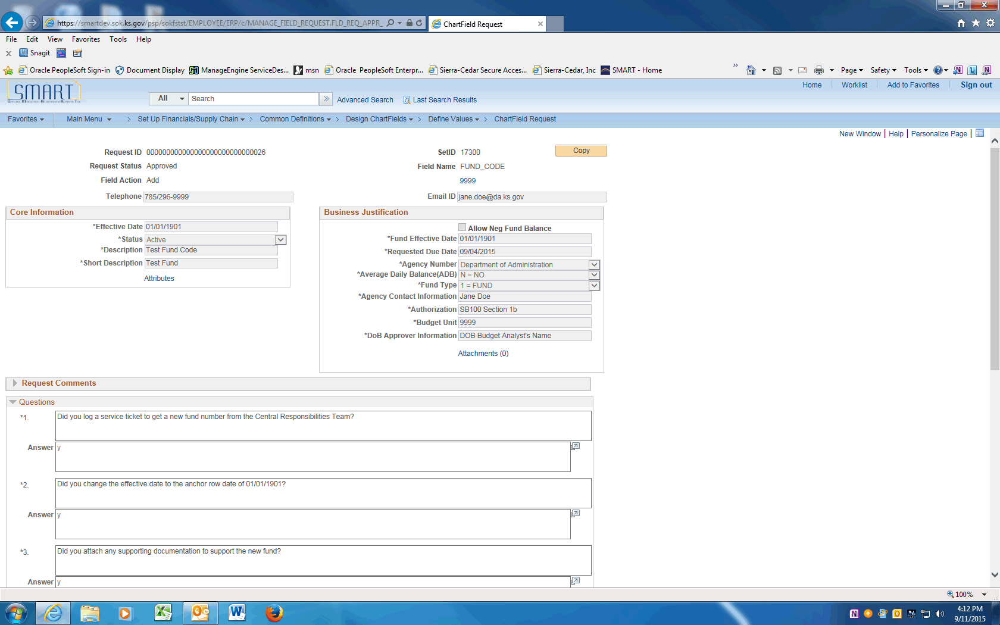 https://smartdev.sok.ks.gov/psp/sokfstst/EMPLOYEE/ERP/c/MANAGE_FIELD_REQUEST.FLD_REQ_APPR_
ChartField Request
File Edit View Favorites Tools Help
x Snagit
Oracle PeopleSoft Sign-in Document Display ManageEngine ServiceDes... msn Oracle PeopleSoft Enterpr... Sierra-Cedar Secure Acces... Sierra-Cedar, Inc SMART - Home » Page Safety Tools
SMART
Home Worklist Add to Favorites Sign out
All Search » Advanced Search Last Search Results
Favorites Main Menu > Set Up Financials/Supply Chain > Common Definitions > Design ChartFields > Define Values > ChartField Request
New Window | Help | Personalize Page |
Request ID 000000000000000000000000000026 SetID 17300 Copy
Request Status Approved Field Name FUND_CODE
Field Action Add 9999
Telephone 785/296-9999 Email ID jane.doe@da.ks.gov
Core Information
*Effective Date 01/01/1901
*Status Active
*Description Test Fund Code
*Short Description Test Fund
Attributes
Business Justification
Allow Neg Fund Balance
*Fund Effective Date 01/01/1901
*Requested Due Date 09/04/2015
*Agency Number Department of Administration
*Average Daily Balance(ADB) N = NO
*Fund Type 1 = FUND
*Agency Contact Information Jane Doe
*Authorization SB100 Section 1b
*Budget Unit 9999
*DoB Approver Information DOB Budget Analyst's Name
Attachments (0)
Request Comments
Questions
*1. Did you log a service ticket to get a new fund number from the Central Responsibilities Team?
Answer y
*2. Did you change the effective date to the anchor row date of 01/01/1901?
Answer y
*3. Did you attach any supporting documentation to support the new fund?
Answer y
100%
4:12 PM
9/11/2015